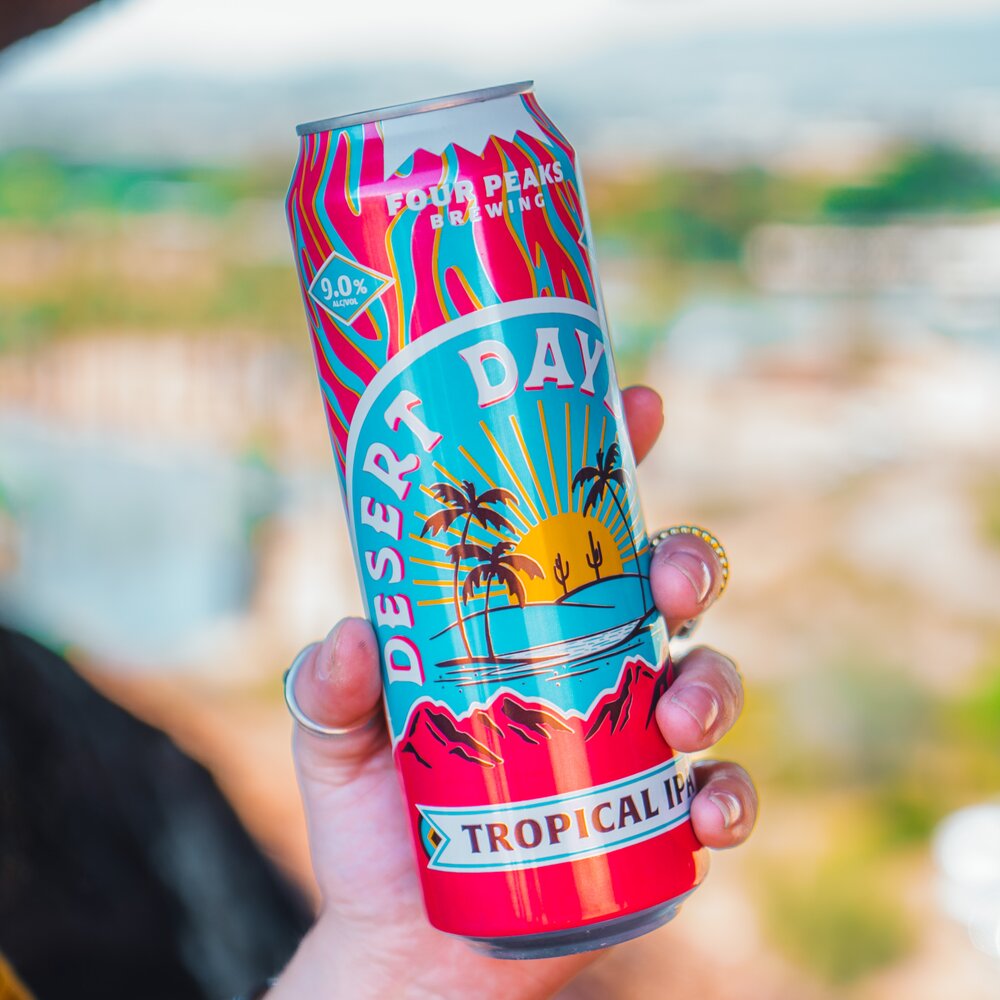 FOUR PEAKS
BREWING
9.0%
ALC/VOL
DESERT DAY
TROPICAL IPA